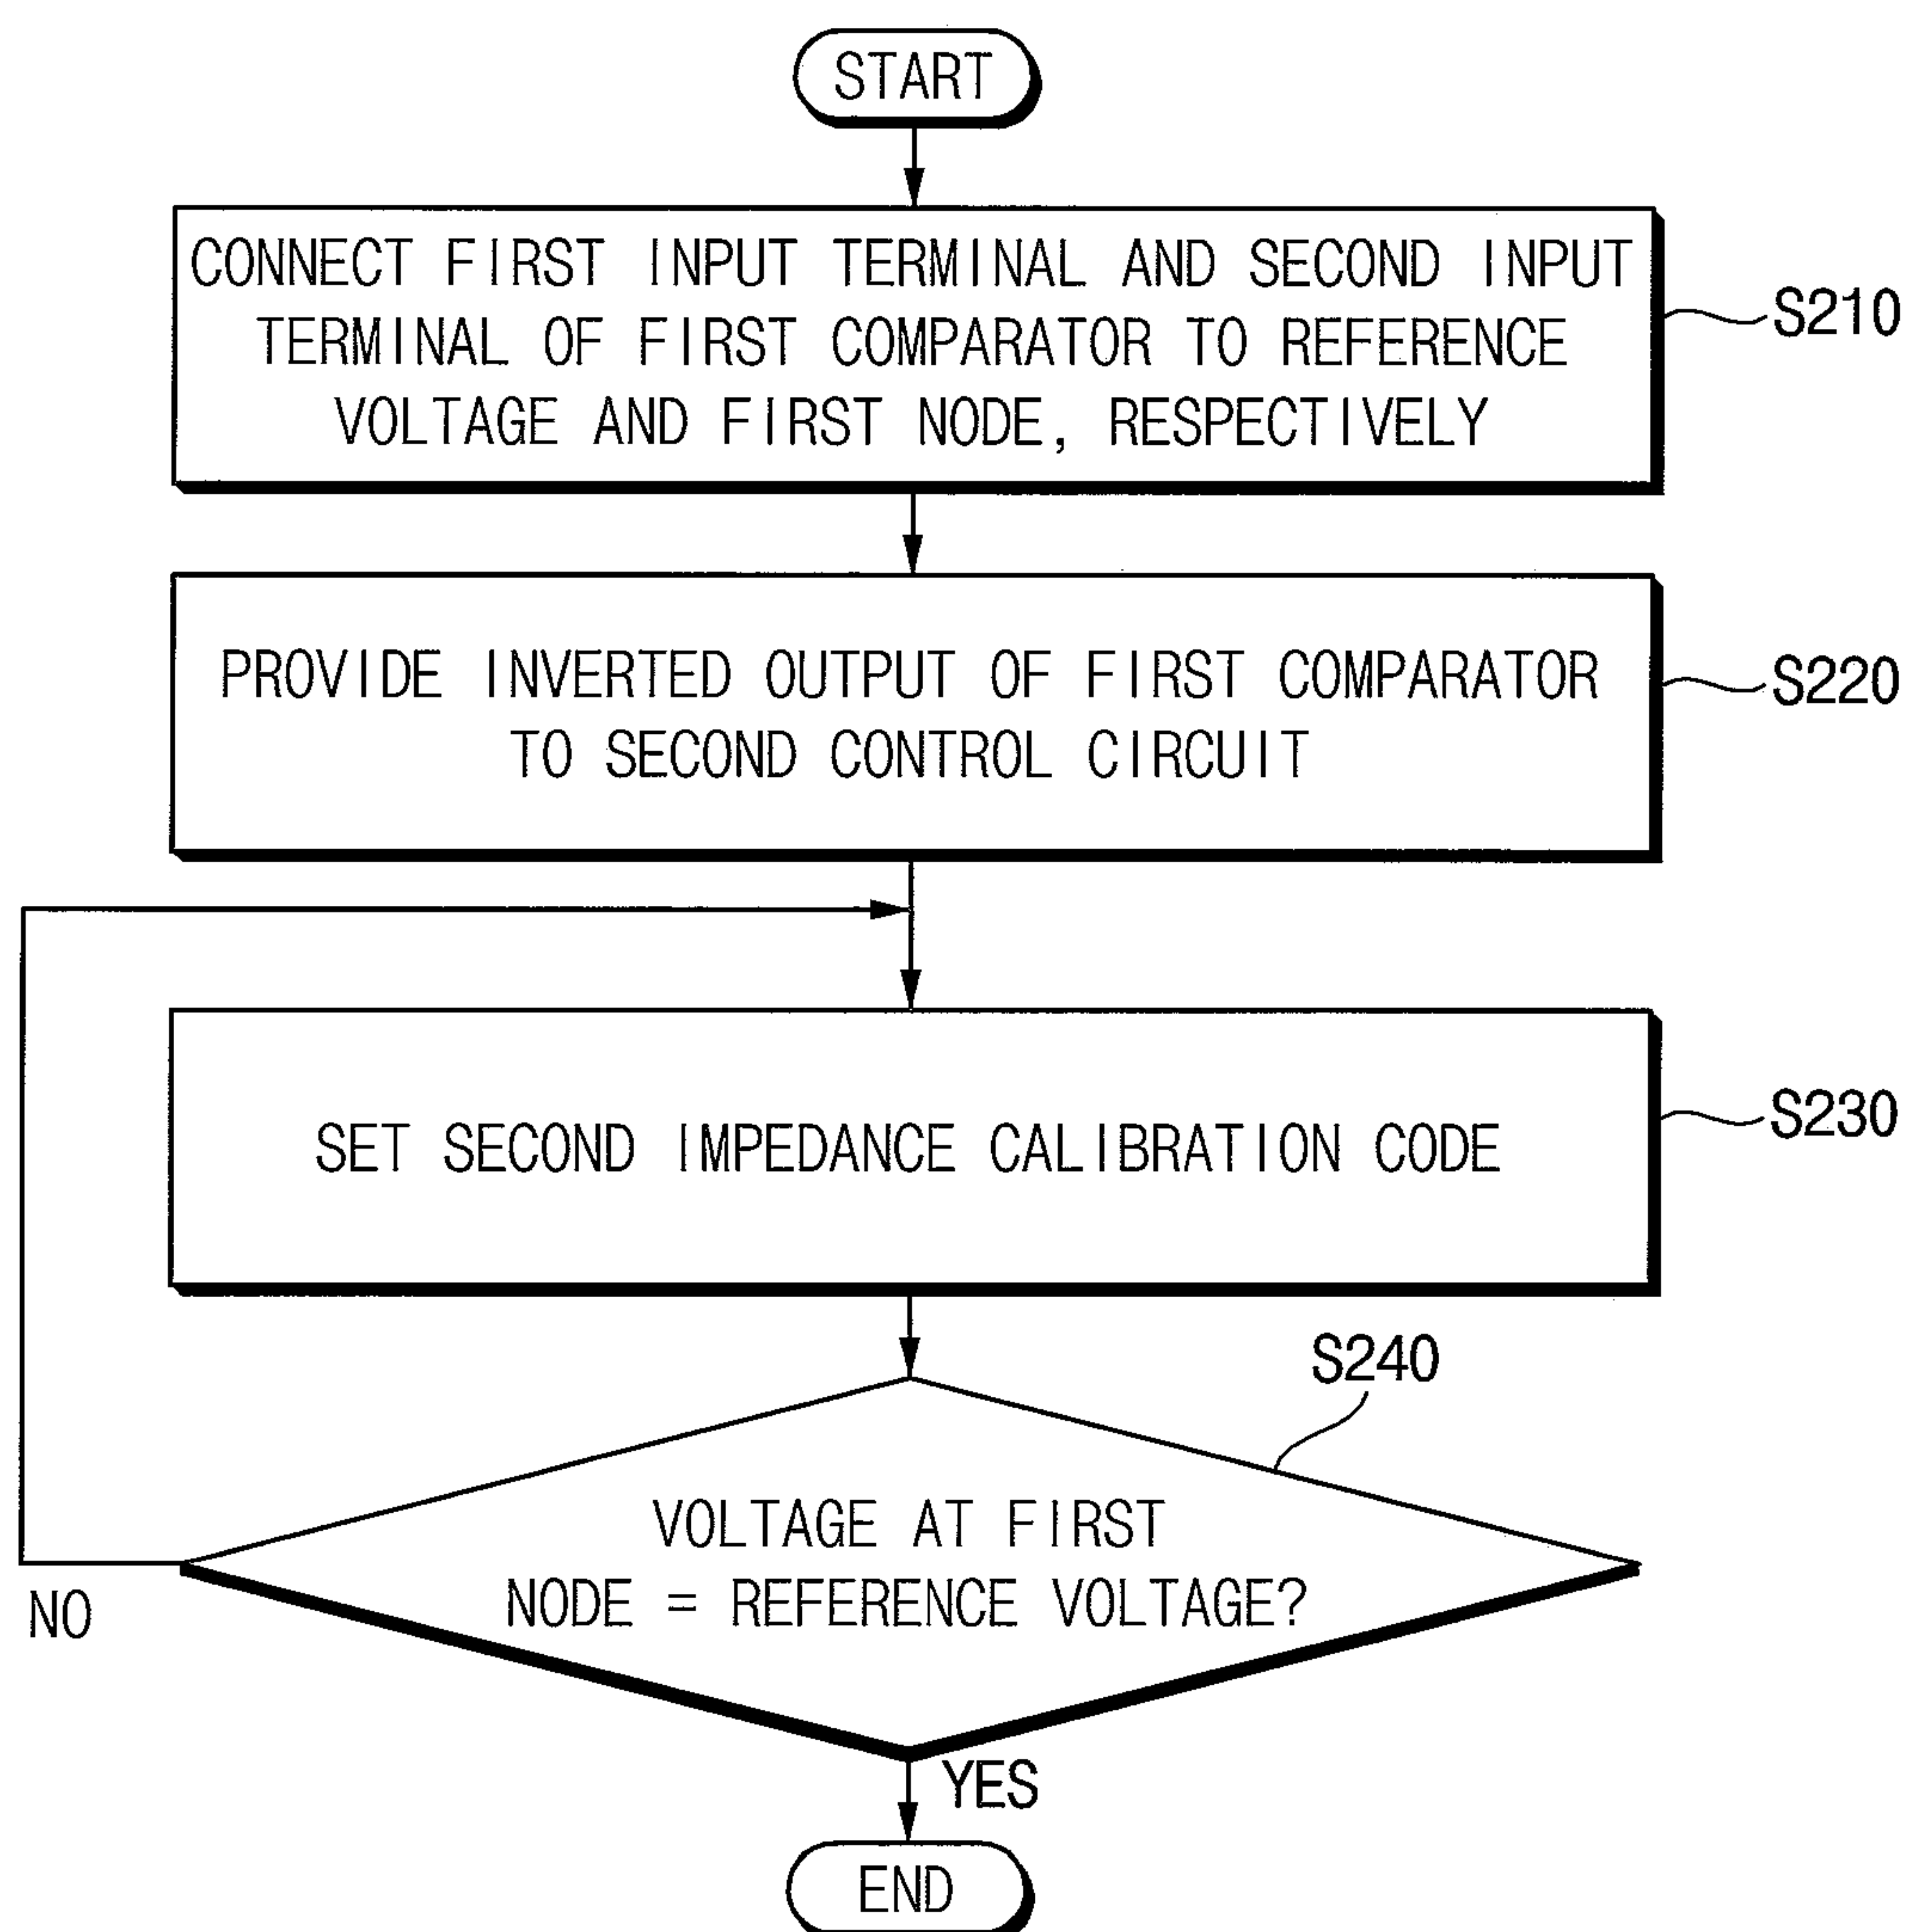 START
CONNECT FIRST INPUT TERMINAL AND SECOND INPUT
TERMINAL OF FIRST COMPARATOR TO REFERENCE
VOLTAGE AND FIRST NODE, RESPECTIVELY
S210
PROVIDE INVERTED OUTPUT OF FIRST COMPARATOR
TO SECOND CONTROL CIRCUIT
S220
SET SECOND IMPEDANCE CALIBRATION CODE
S230
S240
VOLTAGE AT FIRST
NODE = REFERENCE VOLTAGE?
NO
YES
END